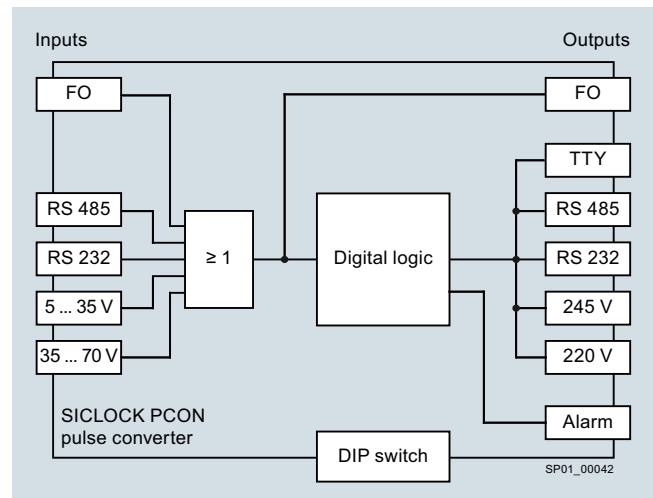 Inputs
Outputs
FO
FO
TTY
RS 485
RS 485
RS 232
≥ 1
Digital logic
RS 232
5 ... 35 V
245 V
35 ... 70 V
220 V
SICLOCK PCON
pulse converter
Alarm
DIP switch
SP01_00042